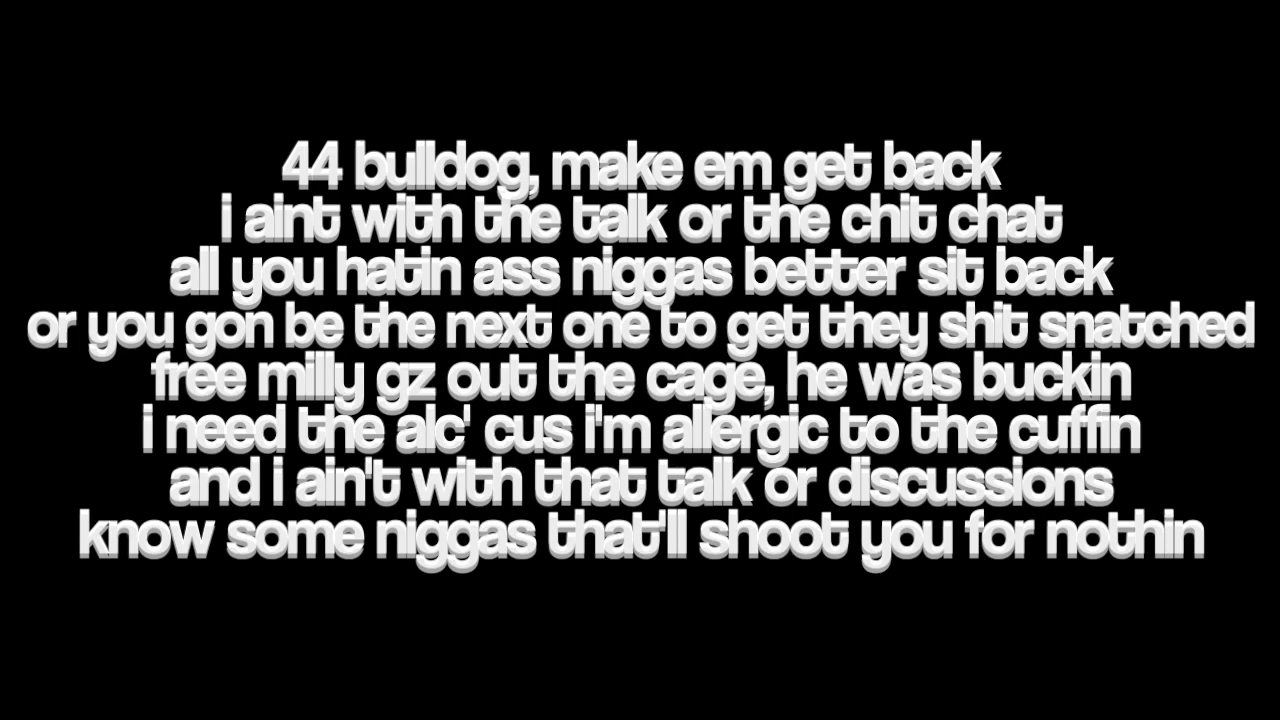 44 bulldog, make em get back
i aint with the talk or the chit chat
all you hatin ass niggas better sit back
or you gon be the next one to get they shit snatched
free milly gz out the cage, he was buckin
i need the alc' cus i'm allergic to the cuffin
and i ain't with that talk or discussions
know some niggas that'll shoot you for nothin